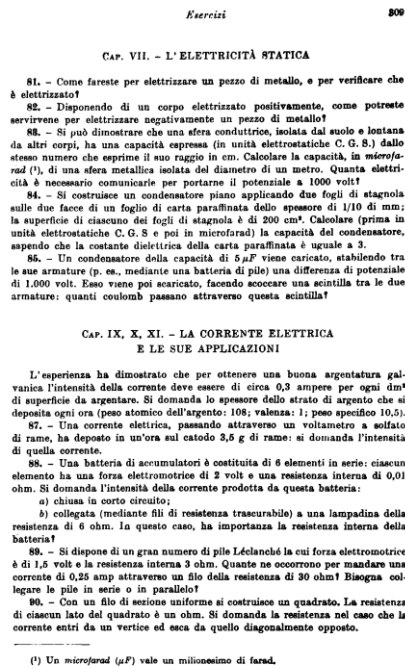 Esercizi 309
CAP. VII. - L'ELETTRICITÀ STATICA
81. - Come fareste per elettrizzare un pezzo di metallo, e per verificare che
è elettrizzato?
82. - Disponendo di un corpo elettrizzato positivamente, come potreste
servirvene per elettrizzare negativamente un pezzo di metallo?
83. - Si può dimostrare che una sfera conduttrice, isolata dal suolo e lontana
da altri corpi, ha una capacità espressa (in unità elettrostatiche C. G. S.) dallo
stesso numero che esprime il suo raggio in cm. Calcolare la capacità, in microfa-
rad (¹), di una sfera metallica isolata del diametro di un metro. Quanta elettri-
cità è necessario comunicarle per portarne il potenziale a 1000 volt?
84. - Si costruisce un condensatore piano applicando due fogli di stagnola
sulle due facce di un foglio di carta paraffinata dello spessore di 1/10 di mm;
la superficie di ciascuno dei fogli di stagnola è di 200 cm². Calcolare (prima in
unità elettrostatiche C. G. S e poi in microfarad) la capacità del condensatore,
sapendo che la costante dielettrica della carta paraffinata è uguale a 3.
85. - Un condensatore della capacità di 5 μF viene caricato, stabilendo tra
le sue armature (p. es., mediante una batteria di pile) una differenza di potenziale
di 1.000 volt. Esso viene poi scaricato, facendo scoccare una scintilla tra le due
armature: quanti coulomb passano attraverso questa scintilla?
CAP. IX, X, XI. - LA CORRENTE ELETTRICA
E LE SUE APPLICAZIONI
L'esperienza ha dimostrato che per ottenere una buona argentatura gal-
vanica l'intensità della corrente deve essere di circa 0,3 ampere per ogni dm²
di superficie da argentare. Si domanda lo spessore dello strato di argento che si
deposita ogni ora (peso atomico dell'argento: 108; valenza: 1; peso specifico 10,5).
87. - Una corrente elettrica, passando attraverso un voltametro a solfato
di rame, ha deposto in un'ora sul catodo 3,5 g di rame: si domanda l'intensità
di quella corrente.
88. - Una batteria di accumulatori è costituita di 6 elementi in serie: ciascun
elemento ha una forza elettromotrice di 2 volt e una resistenza interna di 0,01
ohm. Si domanda l'intensità della corrente prodotta da questa batteria:
a) chiusa in corto circuito;
b) collegata (mediante fili di resistenza trascurabile) a una lampadina della
resistenza di 6 ohm. In questo caso, ha importanza la resistenza interna della
batteria?
89. - Si dispone di un gran numero di pile Léclanché la cui forza elettromotrice
è di 1,5 volt e la resistenza interna 3 ohm. Quante ne occorrono per mandare una
corrente di 0,25 amp attraverso un filo della resistenza di 30 ohm? Bisogna col-
legare le pile in serie o in parallelo?
90. - Con un filo di sezione uniforme si costruisce un quadrato. La resistenza
di ciascun lato del quadrato è un ohm. Si domanda la resistenza nel caso che la
corrente entri da un vertice ed esca da quello diagonalmente opposto.
(¹) Un microfarad (μF) vale un milionesimo di farad.